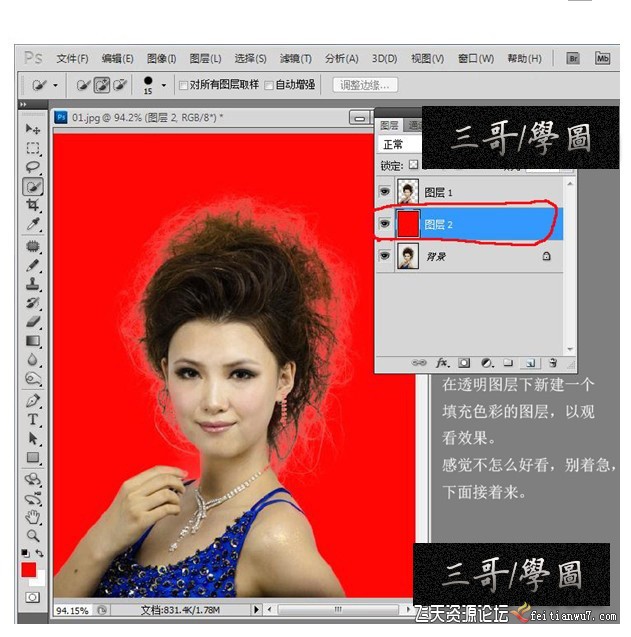 Ps 文件(F) 编辑(E) 图像(I) 图层(L) 选择(S) 滤镜(T) 分析(A) 3D(D) 视图(V) 窗口(W) 帮助(H) Br Mb
15 对所有图层取样 自动增强 调整边缘...
Ps 01.jpg @ 94.2% (图层 2, RGB/8*) *
图层
三哥/學圖
正常
锁定:
图层 1
图层 2
背景
fx
在透明图层下新建一个
填充色彩的图层，以观
看效果。
感觉不怎么好看，别着急，
下面接着来。
三哥/學圖
94.15% 文档:831.4K/1.78M
飞天资源论坛 feitianwu7.com